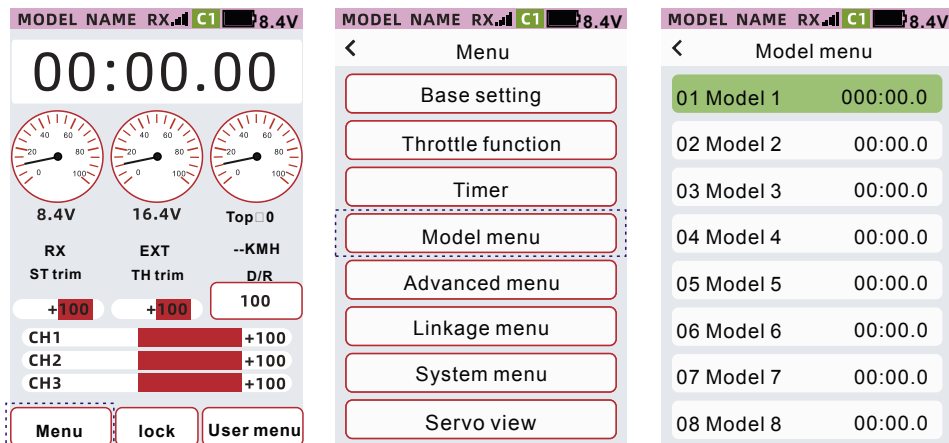 MODEL NAME RX C1 8.4V
00:00.00
40 60 40 60 40 60
20 80 20 80 20 80
0 100 0 100 0 100
8.4V 16.4V Top□0
RX EXT --KMH
ST trim TH trim D/R
+100 +100 100
CH1 +100
CH2 +100
CH3 +100
Menu lock User menu
MODEL NAME RX C1 8.4V
< Menu
Base setting
Throttle function
Timer
Model menu
Advanced menu
Linkage menu
System menu
Servo view
MODEL NAME RX C1 8.4V
< Model menu
01 Model 1 000:00.0
02 Model 2 00:00.0
03 Model 3 00:00.0
04 Model 4 00:00.0
05 Model 5 00:00.0
06 Model 6 00:00.0
07 Model 7 00:00.0
08 Model 8 00:00.0